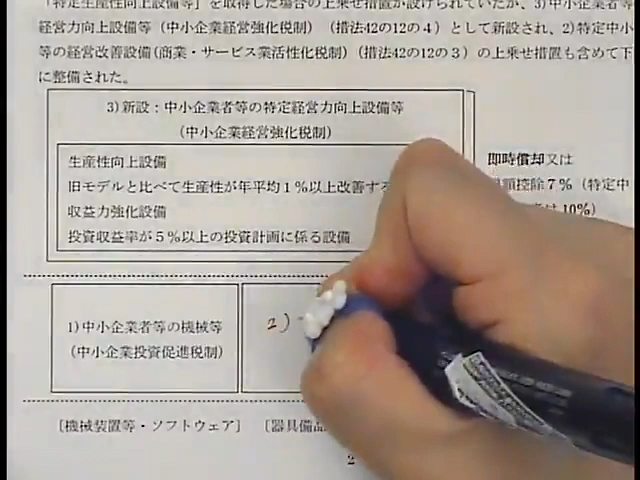 「特定生産性向上設備等」を取得した場合の上乗せ措置が設けられていたが、3)中小企業者等
経営力向上設備等（中小企業経営強化税制）（措法42の12の４）として新設され、2)特定中小
等の経営改善設備(商業・サービス業活性化税制)（措法42の12の３）の上乗せ措置も含めて下
に整備された。
3)新設：中小企業者等の特定経営力向上設備等
（中小企業経営強化税制）
生産性向上設備
旧モデルと比べて生産性が年平均１％以上改善する
収益力強化設備
投資収益率が５％以上の投資計画に係る設備
即時償却又は
額控除７％（特定中
は 10%）
1)中小企業者等の機械等
（中小企業投資促進税制）
2)
［機械装置等・ソフトウェア］ ［器具備品
2